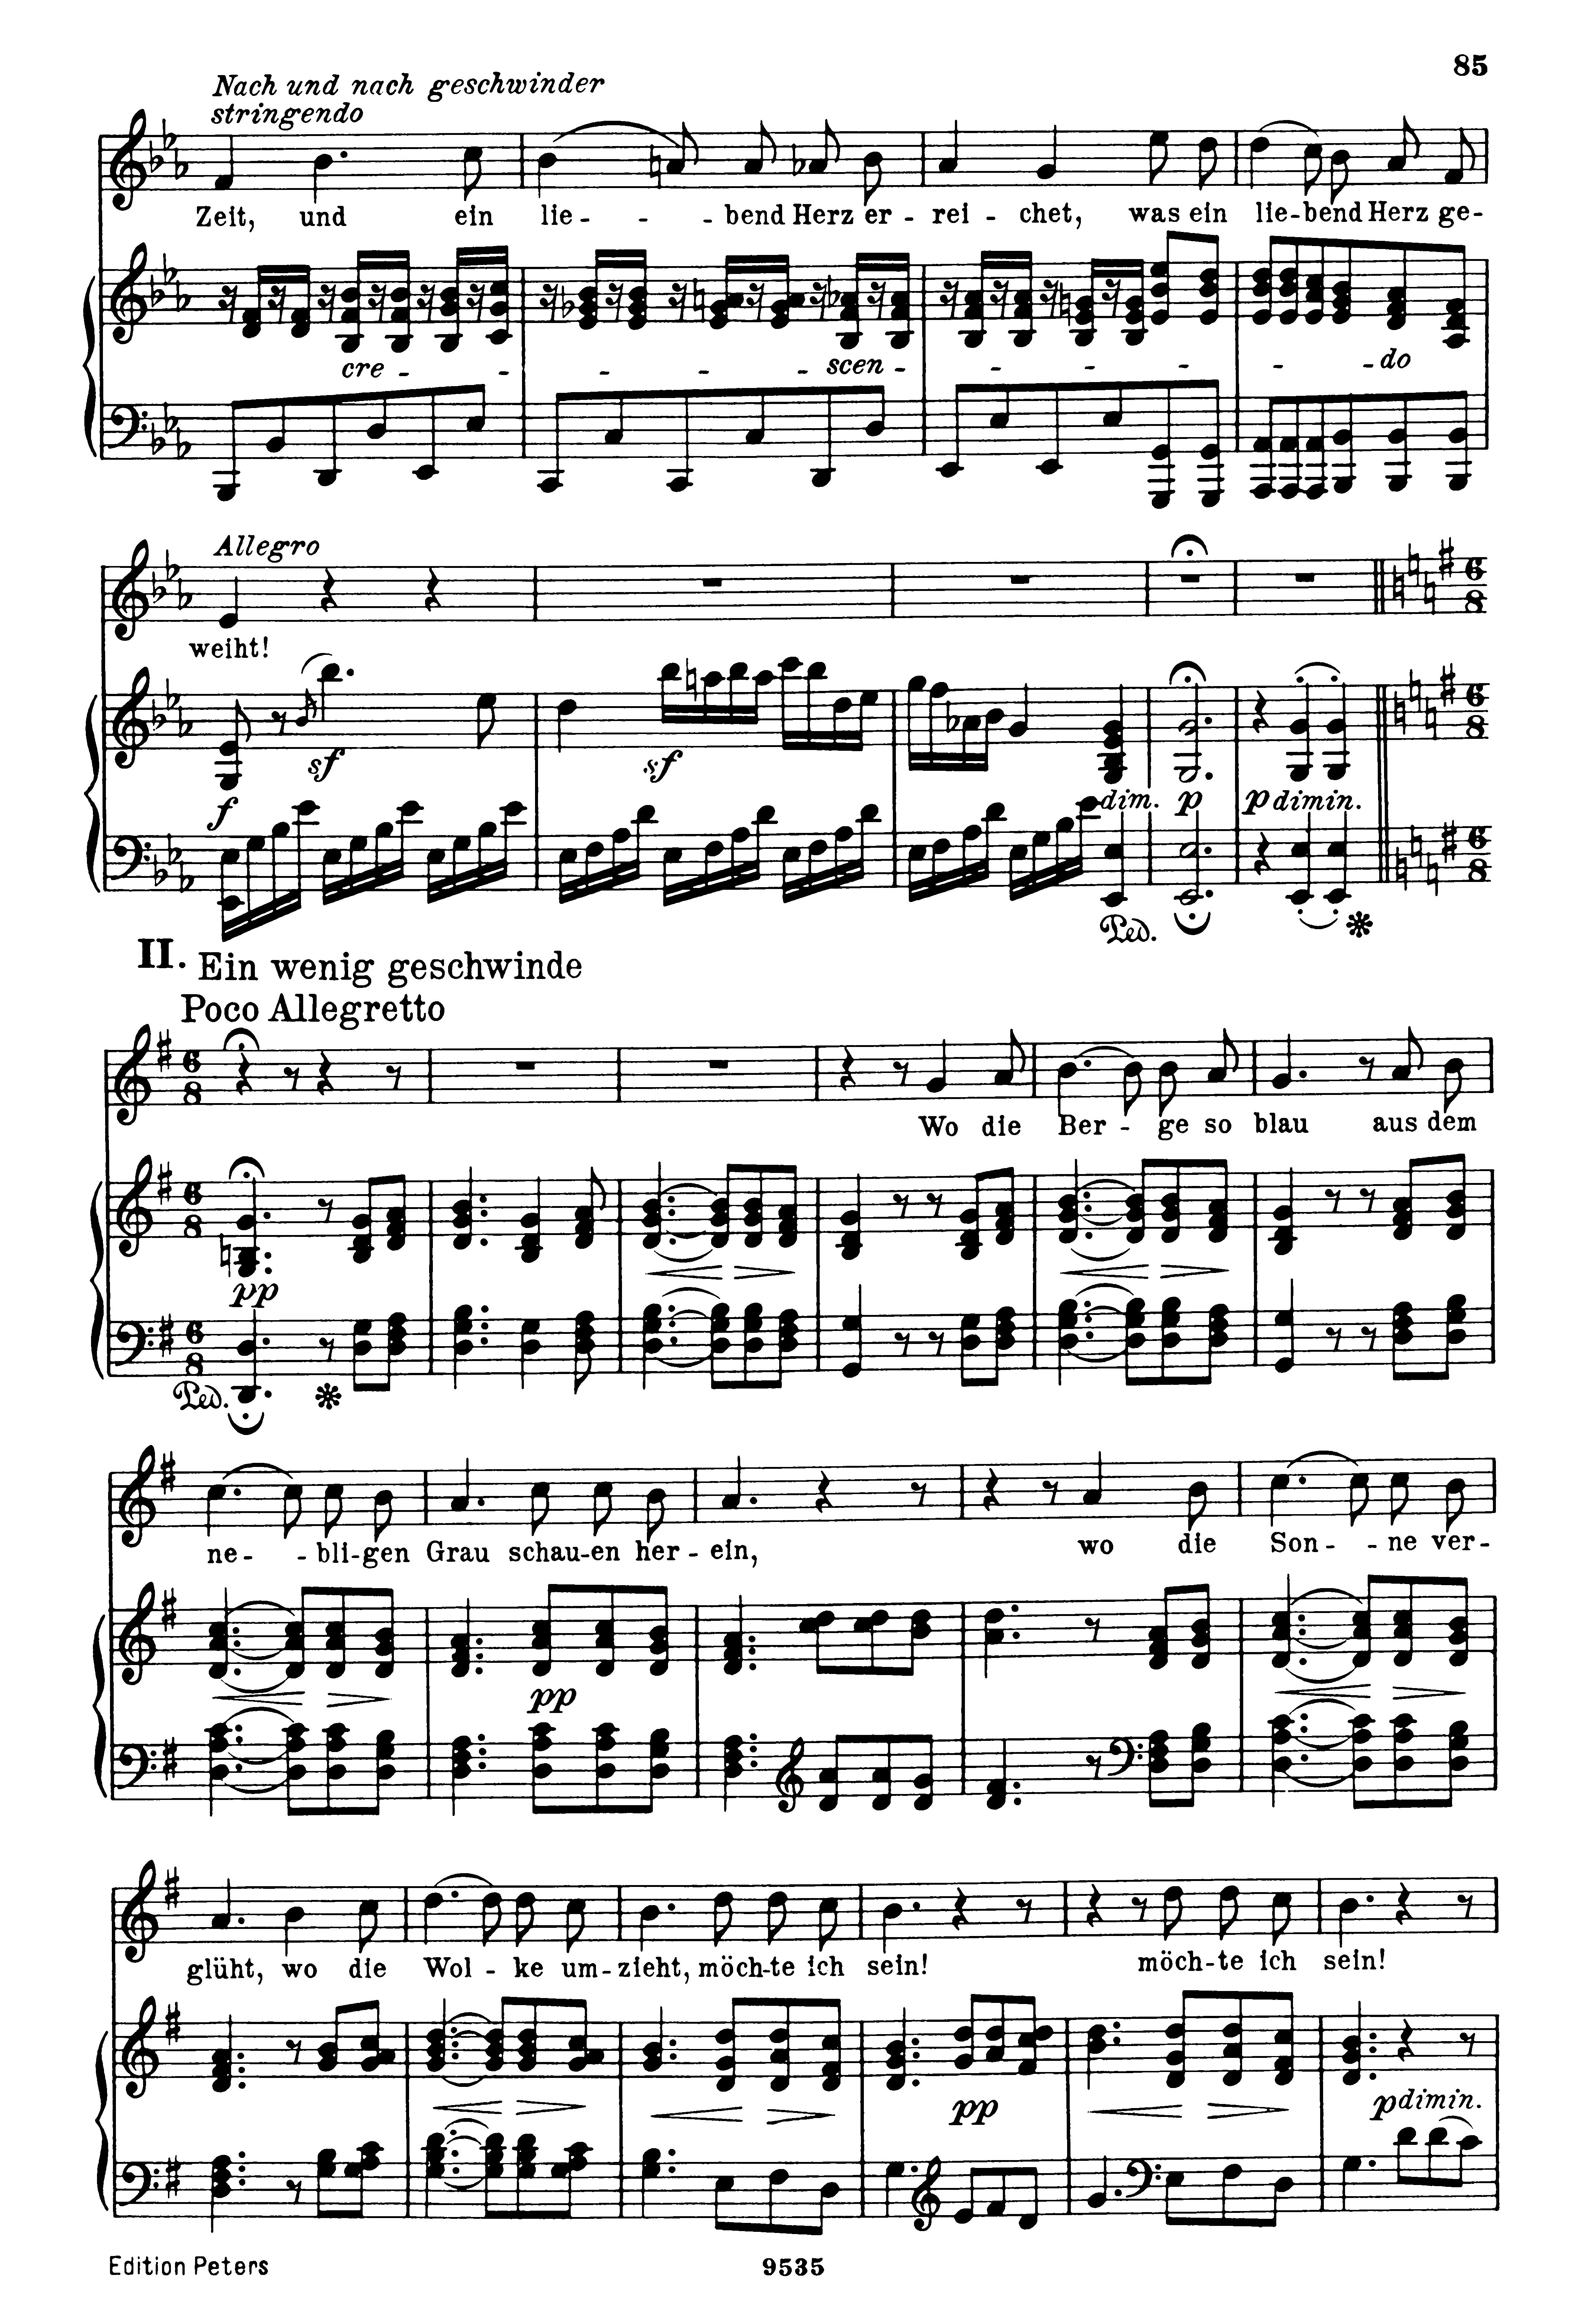 85
Nach und nach geschwinder
stringendo
Zeit, und ein lie - - bend Herz er - rei - chet, was ein lie - bend Herz ge -
cre - - - - - scen - - - - - - do
Allegro
weiht!
sf sf
f dim. p p dimin.
Ped. *
II. Ein wenig geschwinde
Poco Allegretto
6 8
Wo die Ber - ge so blau aus dem
pp
Ped. *
ne - - bli - gen Grau schau - en her - ein, wo die Son - - ne ver -
pp
glüht, wo die Wol - ke um - zieht, möch - te ich sein! möch - te ich sein!
pp p dimin.
Edition Peters 9535